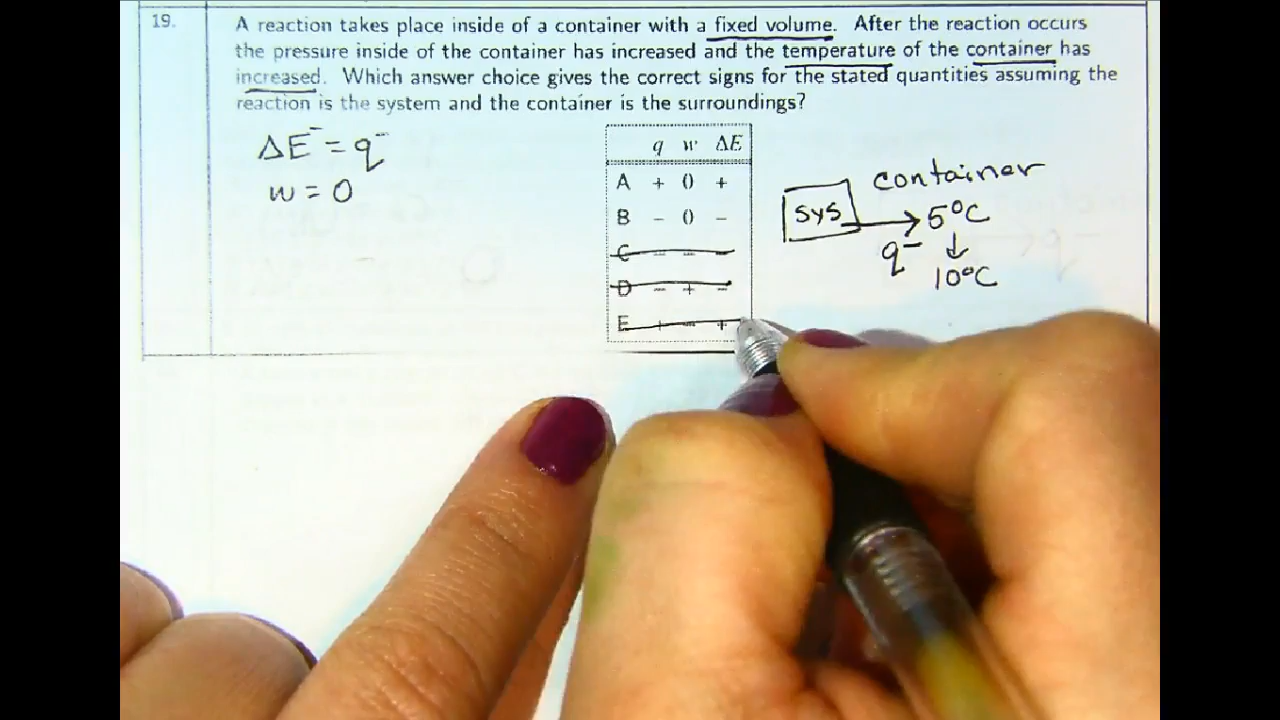 19. A reaction takes place inside of a container with a fixed volume. After the reaction occurs
the pressure inside of the container has increased and the temperature of the container has
increased. Which answer choice gives the correct signs for the stated quantities assuming the
reaction is the system and the container is the surroundings?
ΔE⁻ = q⁻
w = 0
q w ΔE
A + 0 +
B - 0 -
C - - -
D - + -
E + - +
container
sys → 5°C
q⁻ ↓
10°C